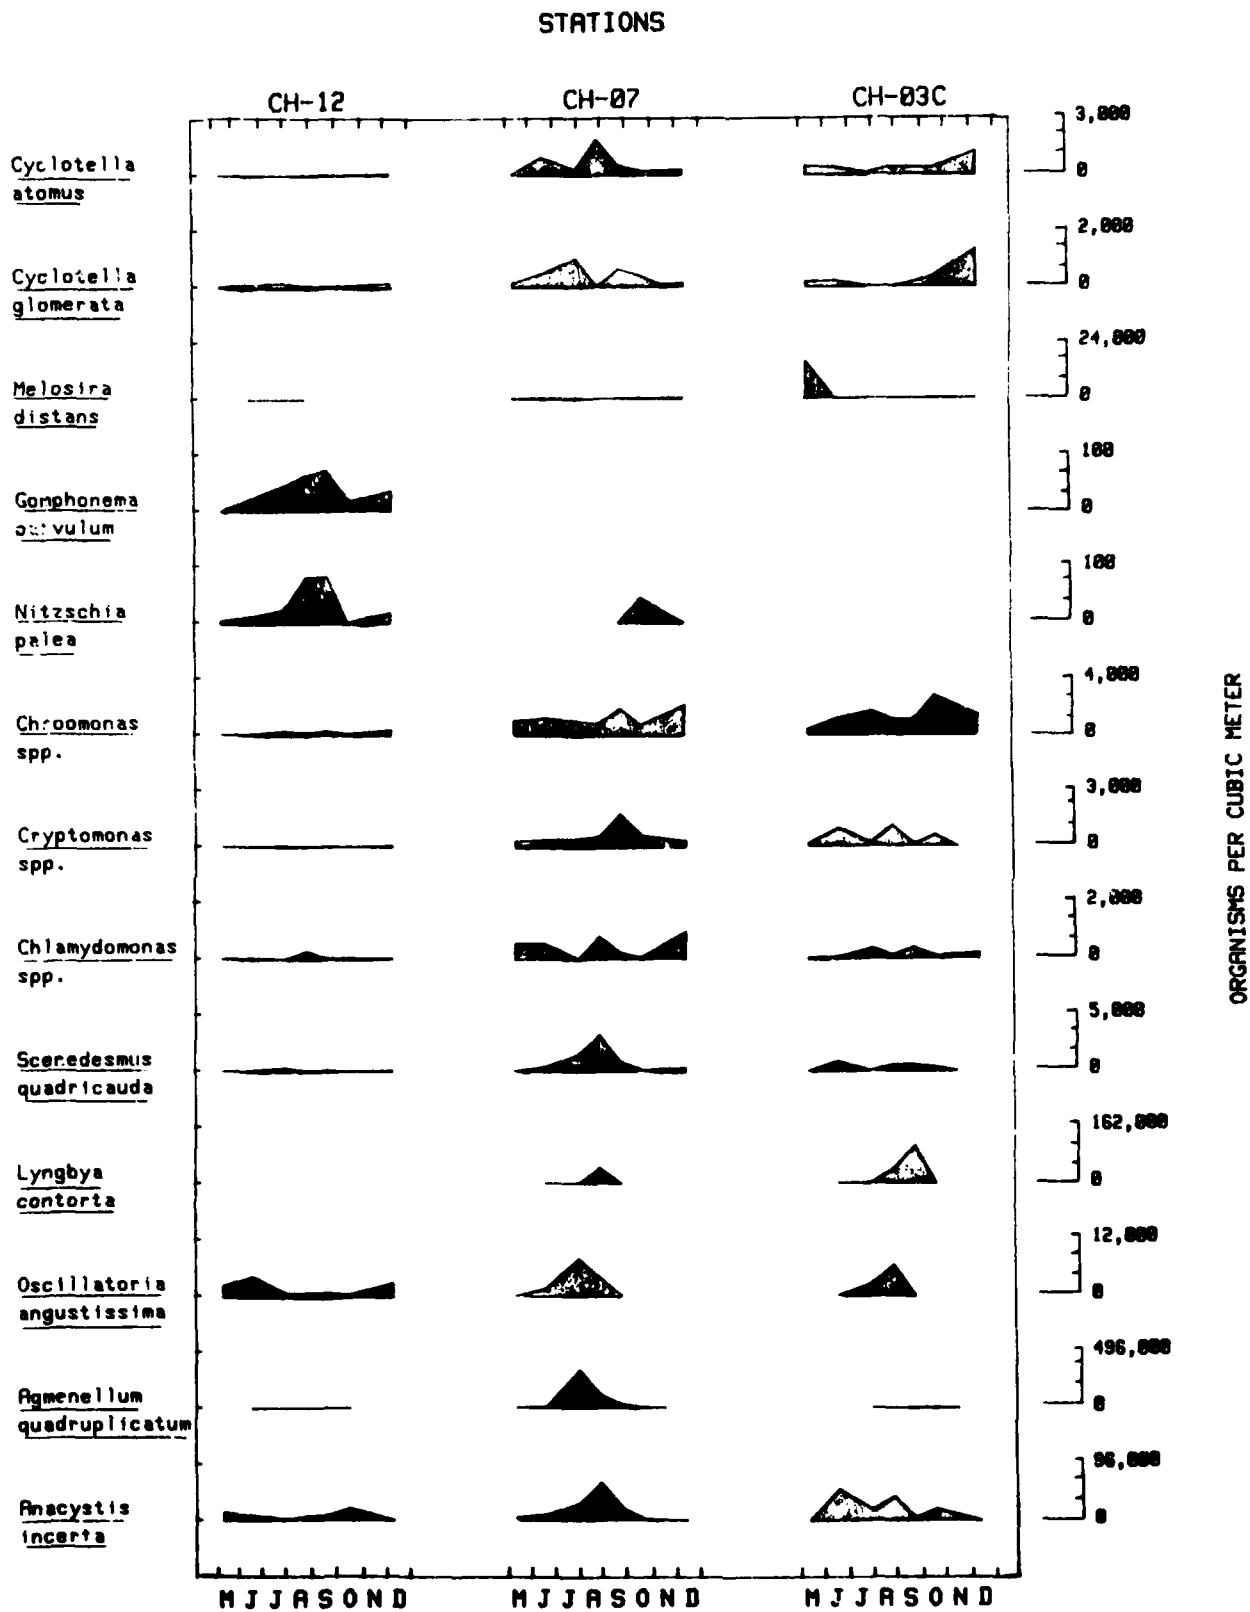 STATIONS
CH-12 CH-07 CH-03C
3,000
Cyclotella
atomus
0
2,000
Cyclotella
glomerata
0
24,000
Melosira
distans
0
100
Gomphonema
0
100
Nitzschia
palea
0
4,000
Chroomonas
spp.
0
3,000
Cryptomonas
spp.
0
2,000
Chlamydomonas
spp.
0
5,000
Scenedesmus
quadricauda
0
162,000
Lyngbya
contorta
0
12,000
Oscillatoria
angustissima
0
496,000
Agmenellum
quadruplicatum
0
96,000
Anacystis
incerta
0
M J J A S O N D M J J A S O N D M J J A S O N D
ORGANISMS PER CUBIC METER